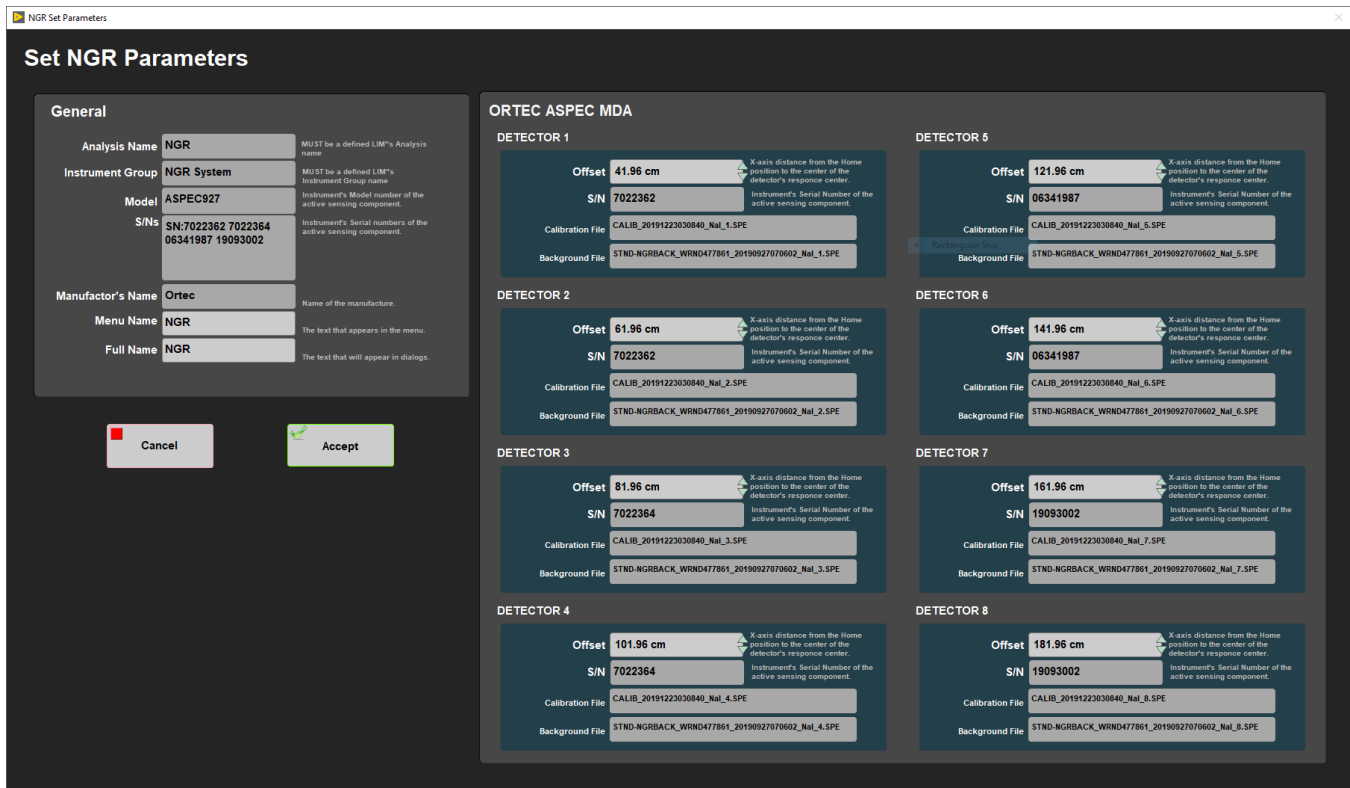 NGR Set Parameters
Set NGR Parameters
General
Analysis Name NGR MUST be a defined LIM"s Analysis
name
Instrument Group NGR System MUST be a defined LIM"s
Instrument Group name
Model ASPEC927 Instrument's Model number of the
active sensing component.
S/Ns SN:7022362 7022364 Instrument's Serial numbers of the
06341987 19093002 active sensing component.
Manufactor's Name Ortec Name of the manufacture.
Menu Name NGR The text that appears in the menu.
Full Name NGR The text that will appear in dialogs.
Cancel
Accept
ORTEC ASPEC MDA
DETECTOR 1
Offset 41.96 cm X-axis distance from the Home
position to the center of the
detector's responce center.
S/N 7022362 Instrument's Serial Number of the
active sensing component.
Calibration File CALIB_20191223030840_NaI_1.SPE
Background File STND-NGRBACK_WRND477861_20190927070602_NaI_1.SPE
DETECTOR 2
Offset 61.96 cm X-axis distance from the Home
position to the center of the
detector's responce center.
S/N 7022362 Instrument's Serial Number of the
active sensing component.
Calibration File CALIB_20191223030840_NaI_2.SPE
Background File STND-NGRBACK_WRND477861_20190927070602_NaI_2.SPE
DETECTOR 3
Offset 81.96 cm X-axis distance from the Home
position to the center of the
detector's responce center.
S/N 7022364 Instrument's Serial Number of the
active sensing component.
Calibration File CALIB_20191223030840_NaI_3.SPE
Background File STND-NGRBACK_WRND477861_20190927070602_NaI_3.SPE
DETECTOR 4
Offset 101.96 cm X-axis distance from the Home
position to the center of the
detector's responce center.
S/N 7022364 Instrument's Serial Number of the
active sensing component.
Calibration File CALIB_20191223030840_NaI_4.SPE
Background File STND-NGRBACK_WRND477861_20190927070602_NaI_4.SPE
DETECTOR 5
Offset 121.96 cm X-axis distance from the Home
position to the center of the
detector's responce center.
S/N 06341987 Instrument's Serial Number of the
active sensing component.
Calibration File CALIB_20191223030840_NaI_5.SPE
Rectangular Snip
Background File STND-NGRBACK_WRND477861_20190927070602_NaI_5.SPE
DETECTOR 6
Offset 141.96 cm X-axis distance from the Home
position to the center of the
detector's responce center.
S/N 06341987 Instrument's Serial Number of the
active sensing component.
Calibration File CALIB_20191223030840_NaI_6.SPE
Background File STND-NGRBACK_WRND477861_20190927070602_NaI_6.SPE
DETECTOR 7
Offset 161.96 cm X-axis distance from the Home
position to the center of the
detector's responce center.
S/N 19093002 Instrument's Serial Number of the
active sensing component.
Calibration File CALIB_20191223030840_NaI_7.SPE
Background File STND-NGRBACK_WRND477861_20190927070602_NaI_7.SPE
DETECTOR 8
Offset 181.96 cm X-axis distance from the Home
position to the center of the
detector's responce center.
S/N 19093002 Instrument's Serial Number of the
active sensing component.
Calibration File CALIB_20191223030840_NaI_8.SPE
Background File STND-NGRBACK_WRND477861_20190927070602_NaI_8.SPE